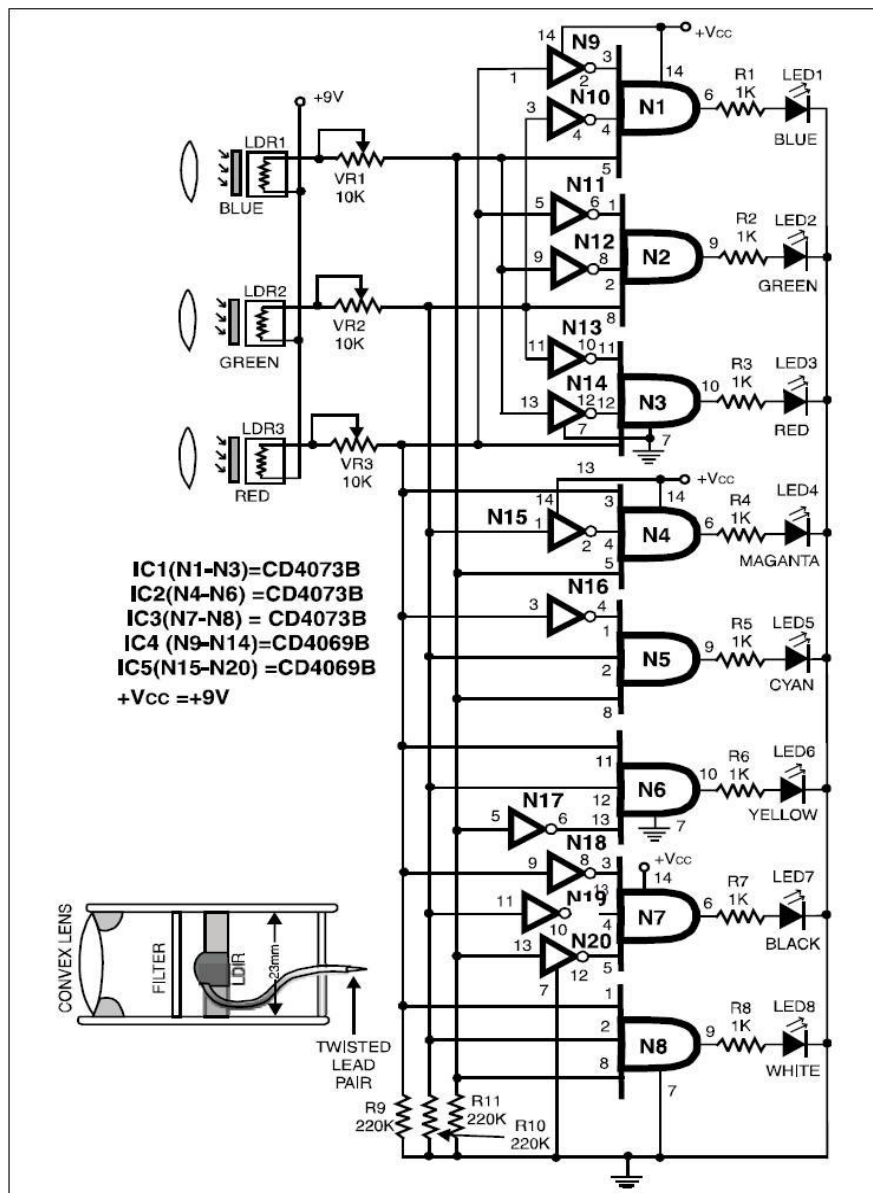 +9V
LDR1
VR1
10K
BLUE
LDR2
VR2
10K
GREEN
LDR3
VR3
10K
RED
IC1(N1-N3)=CD4073B
IC2(N4-N6) =CD4073B
IC3(N7-N8) = CD4073B
IC4 (N9-N14)=CD4069B
IC5(N15-N20) =CD4069B
+VCC =+9V
+VCC
14
N9
1
2
3
14
N10
3
4
4
N1
6
R1
1K
LED1
BLUE
5
N11
5
6
1
N12
9
8
2
N2
9
R2
1K
LED2
GREEN
8
N13
11
10
11
N14
13
12
12
7
N3
10
R3
1K
LED3
RED
7
13
+VCC
14
14
3
N15
1
2
4
N4
6
R4
1K
LED4
MAGANTA
5
N16
3
4
1
N5
2
9
R5
1K
LED5
CYAN
8
11
N6
12
10
R6
1K
LED6
YELLOW
N17
5
6
13
7
N18
9
8
3
+VCC
14
13
N19
11
10
4
N7
6
R7
1K
LED7
BLACK
N20
13
12
5
7
1
2
N8
9
R8
1K
LED8
WHITE
8
7
R9
220K
R11
220K
R10
220K
CONVEX LENS
FILTER
LDIR
23mm
TWISTED
LEAD
PAIR